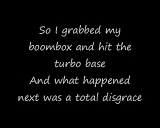 So I grabbed my
boombox and hit the
turbo base
And what happened
next was a total disgrace